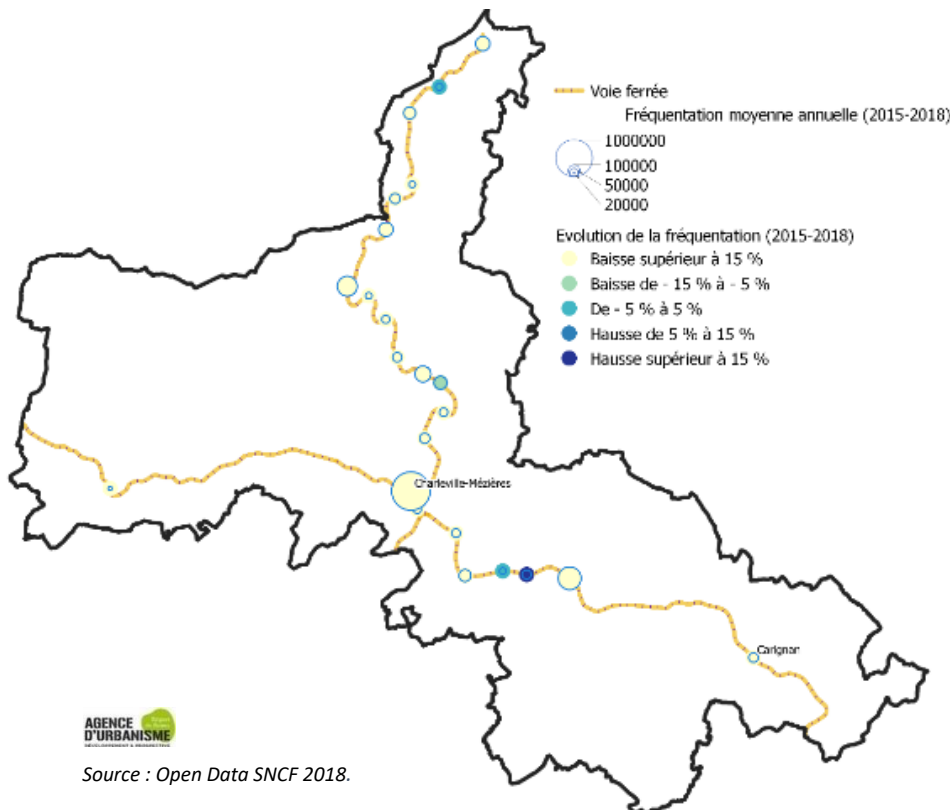 Voie ferrée
Fréquentation moyenne annuelle (2015-2018)
1000000
100000
50000
20000
Evolution de la fréquentation (2015-2018)
Baisse supérieur à 15 %
Baisse de - 15 % à - 5 %
De - 5 % à 5 %
Hausse de 5 % à 15 %
Hausse supérieur à 15 %
Charleville-Mézières
Carignan
AGENCE
D'URBANISME
DÉVELOPPEMENT & PROSPECTIVE
Source : Open Data SNCF 2018.